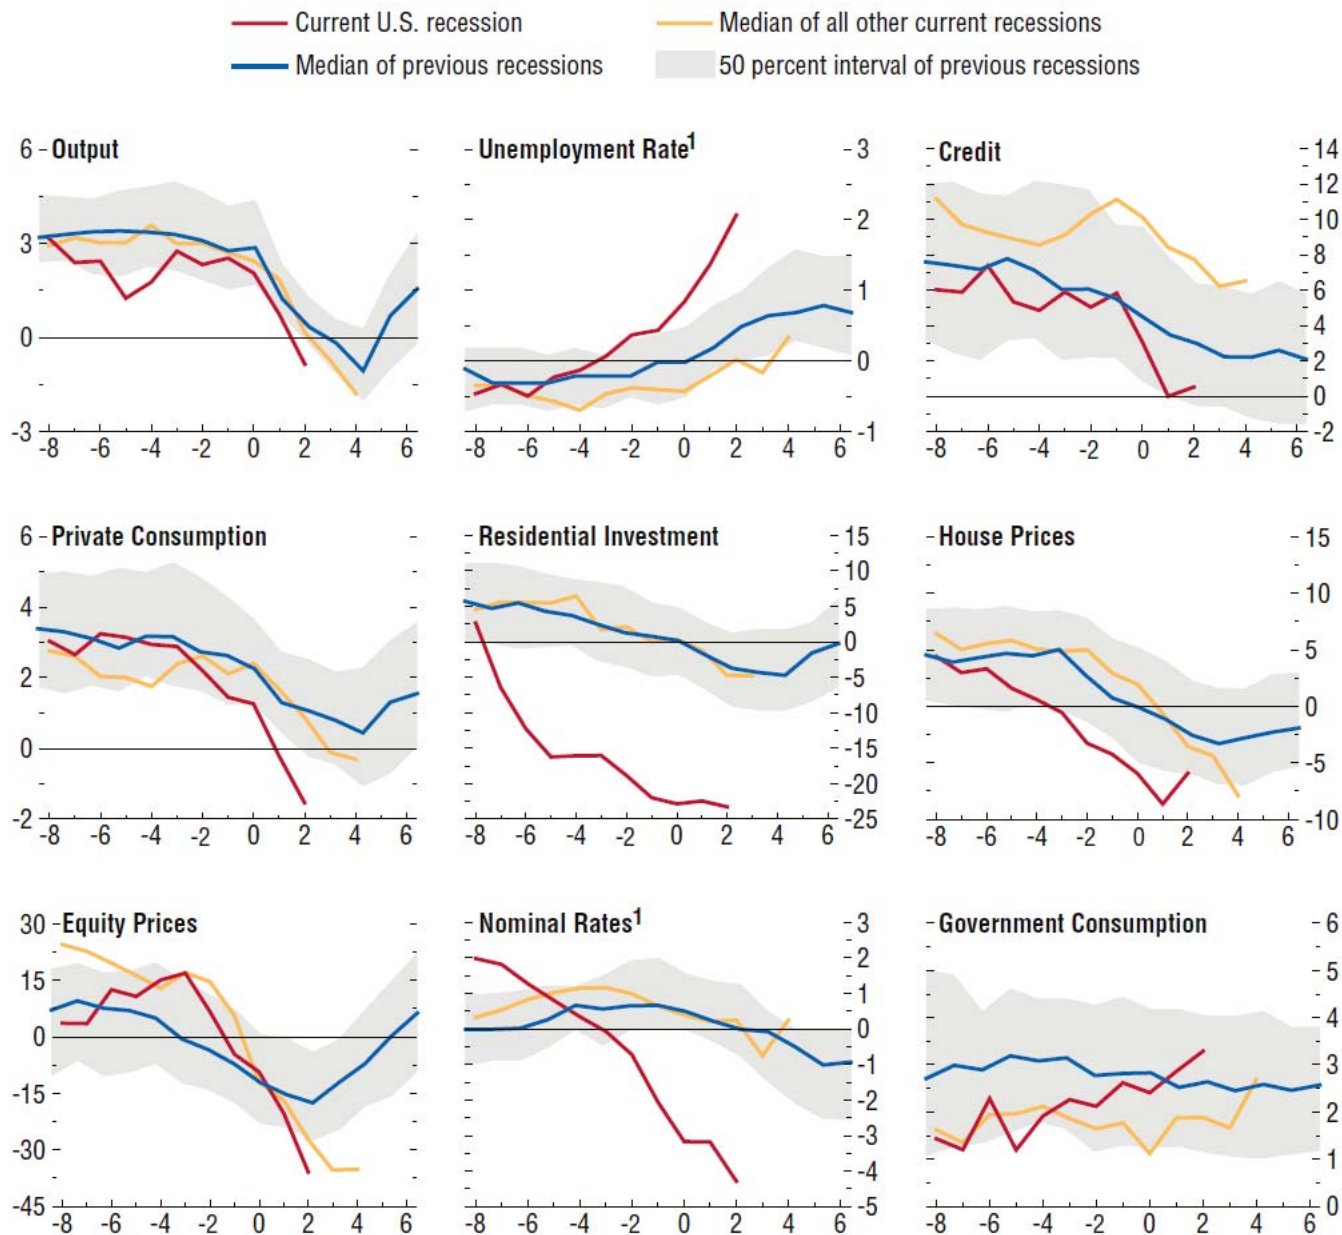 Current U.S. recession
Median of all other current recessions
Median of previous recessions
50 percent interval of previous recessions
6 Output
3
0
-3
-8 -6 -4 -2 0 2 4 6
Unemployment Rate1 3
2
1
0
-1
-8 -6 -4 -2 0 2 4 6
Credit 14
12
10
8
6
4
2
0
-2
-8 -6 -4 -2 0 2 4 6
6 Private Consumption
4
2
0
-2
-8 -6 -4 -2 0 2 4 6
Residential Investment 15
10
5
0
-5
-10
-15
-20
-25
-8 -6 -4 -2 0 2 4 6
House Prices 15
10
5
0
-5
-10
-8 -6 -4 -2 0 2 4 6
30 Equity Prices
15
0
-15
-30
-45
-8 -6 -4 -2 0 2 4 6
Nominal Rates1 3
2
1
0
-1
-2
-3
-4
-5
-8 -6 -4 -2 0 2 4 6
Government Consumption 6
5
4
3
2
1
0
-8 -6 -4 -2 0 2 4 6